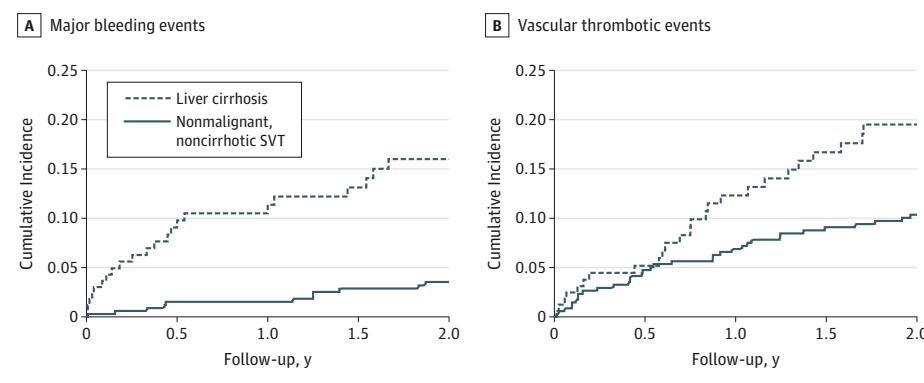 A Major bleeding events
0.25
0.20
0.15
0.10
0.05
0
Cumulative Incidence
Liver cirrhosis
Nonmalignant,
noncirrhotic SVT
0 0.5 1.0 1.5 2.0
Follow-up, y
B Vascular thrombotic events
0.25
0.20
0.15
0.10
0.05
0
Cumulative Incidence
0 0.5 1.0 1.5 2.0
Follow-up, y